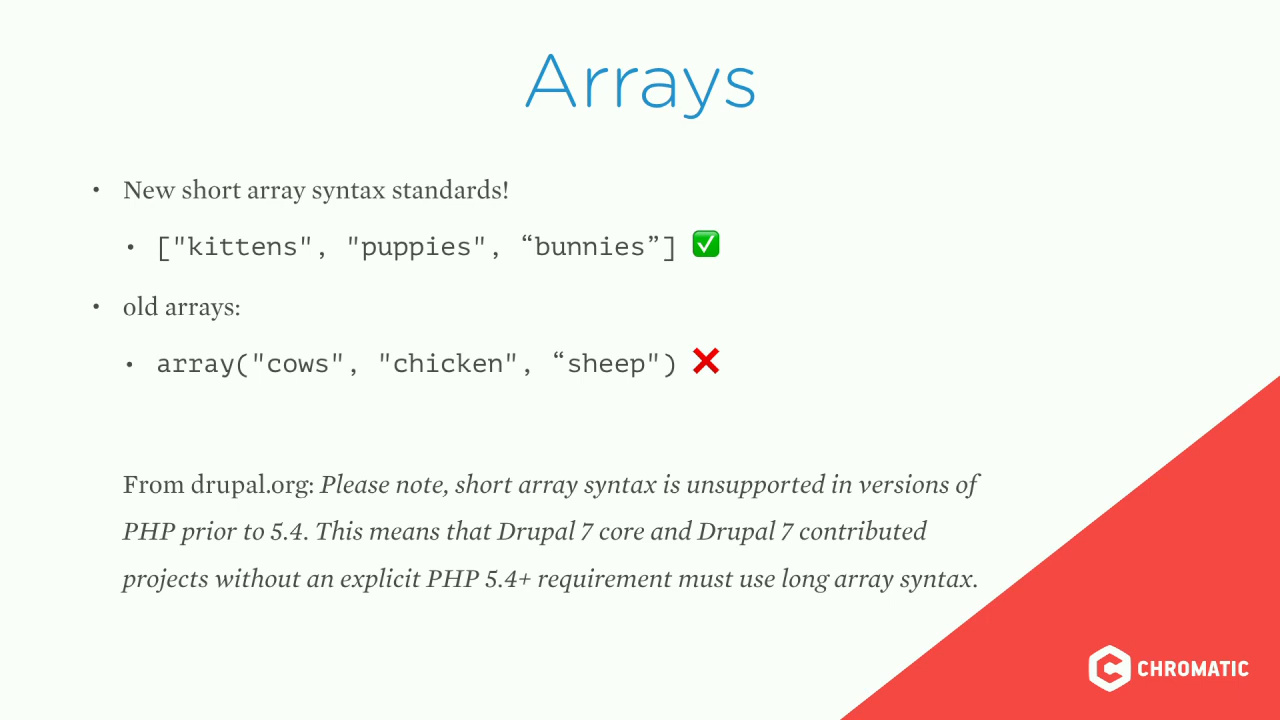 Arrays
• New short array syntax standards!
• ["kittens", "puppies", “bunnies”] ✅
• old arrays:
• array("cows", "chicken", “sheep") ❌
From drupal.org: Please note, short array syntax is unsupported in versions of
PHP prior to 5.4. This means that Drupal 7 core and Drupal 7 contributed
projects without an explicit PHP 5.4+ requirement must use long array syntax.
CHROMATIC